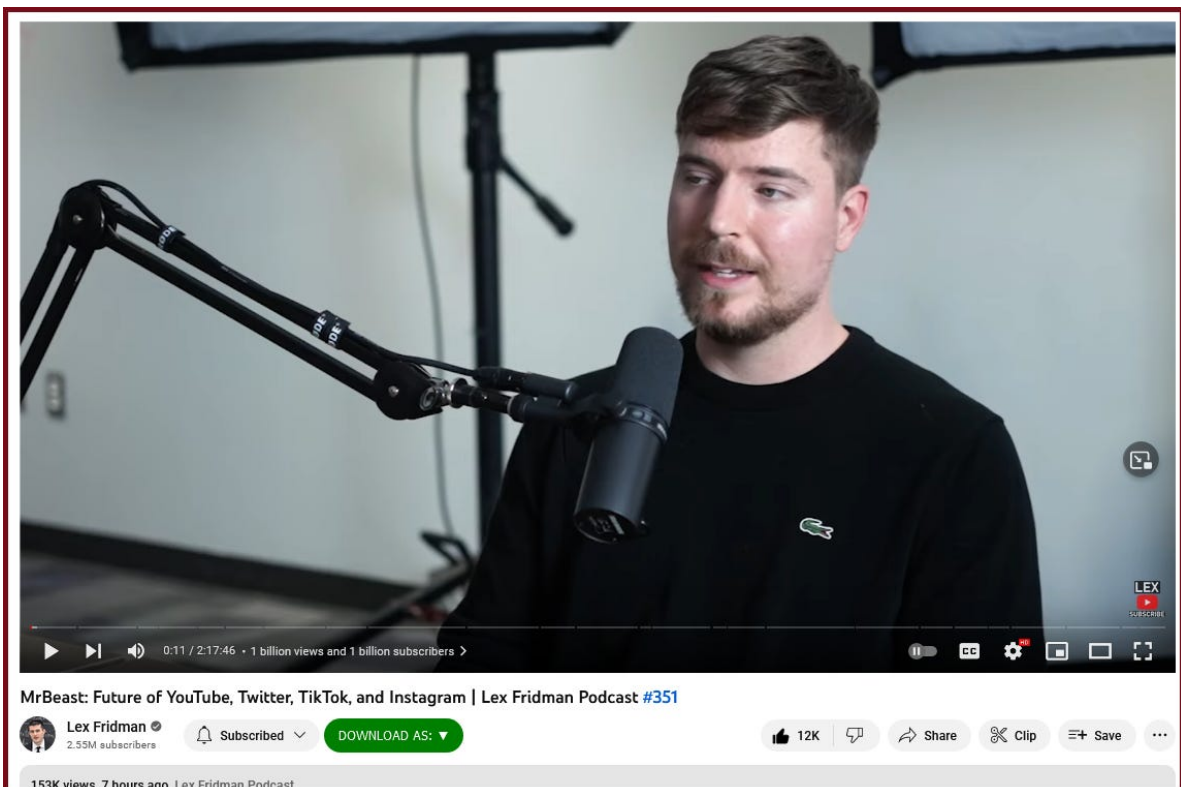 LEX
SUBSCRIBE
0:11 / 2:17:46 • 1 billion views and 1 billion subscribers >
CC
HD
MrBeast: Future of YouTube, Twitter, TikTok, and Instagram | Lex Fridman Podcast #351
Lex Fridman
2.55M subscribers
Subscribed
DOWNLOAD AS: ▼
12K
Share
Clip
Save
153K views 7 hours ago Lex Fridman Podcast